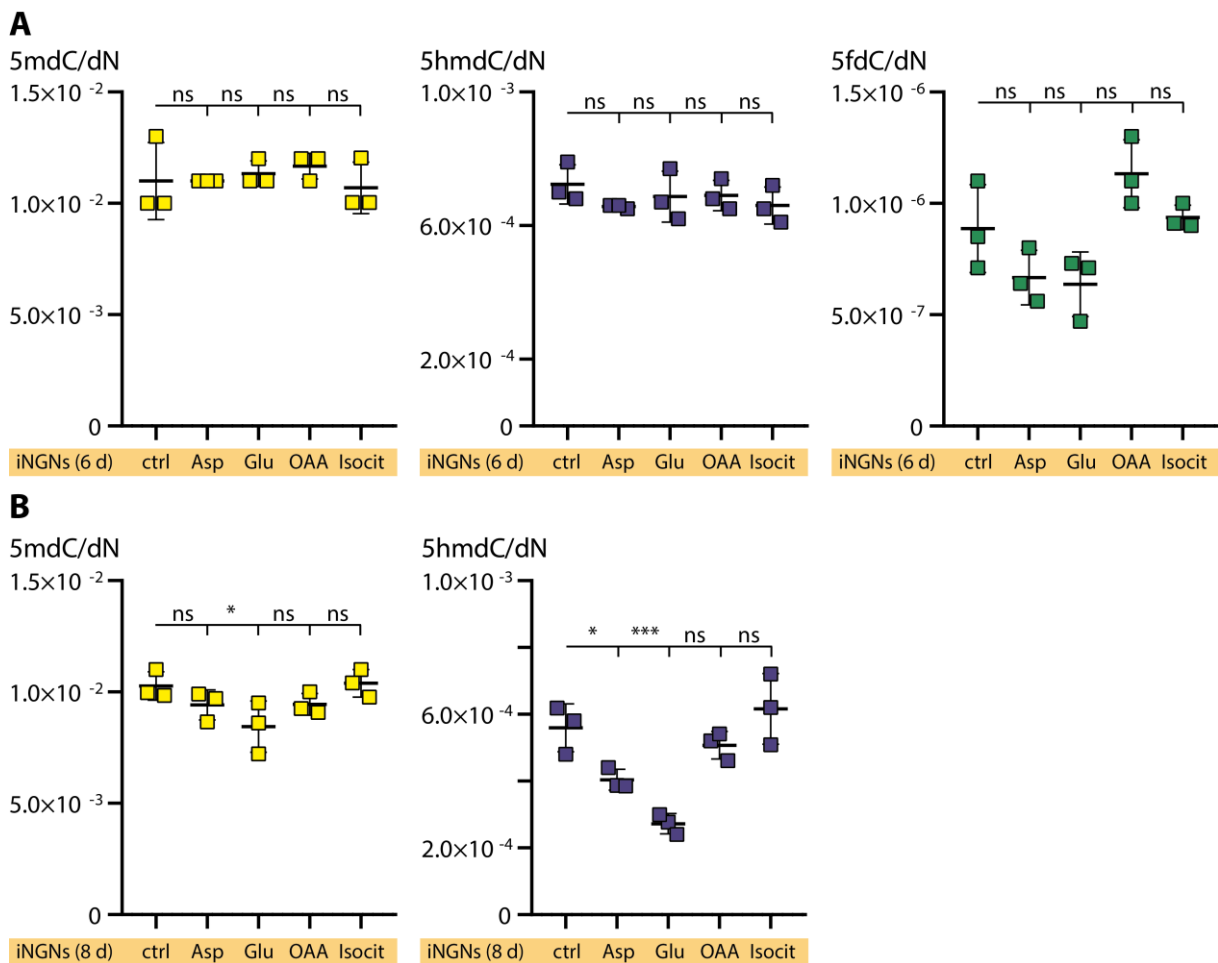 A
5mdC/dN
1.5×10 -2
1.0×10 -2
5.0×10 -3
0
ns ns ns ns
iNGNs (6 d) ctrl Asp Glu OAA Isocit
5hmdC/dN
1.0×10 -3
6.0×10 -4
2.0×10 -4
0
ns ns ns ns
iNGNs (6 d) ctrl Asp Glu OAA Isocit
5fdC/dN
1.5×10 -6
1.0×10 -6
5.0×10 -7
0
ns ns ns ns
iNGNs (6 d) ctrl Asp Glu OAA Isocit
B
5mdC/dN
1.5×10 -2
1.0×10 -2
5.0×10 -3
0
ns * ns ns
iNGNs (8 d) ctrl Asp Glu OAA Isocit
5hmdC/dN
1.0×10 -3
6.0×10 -4
2.0×10 -4
0
* *** ns ns
iNGNs (8 d) ctrl Asp Glu OAA Isocit